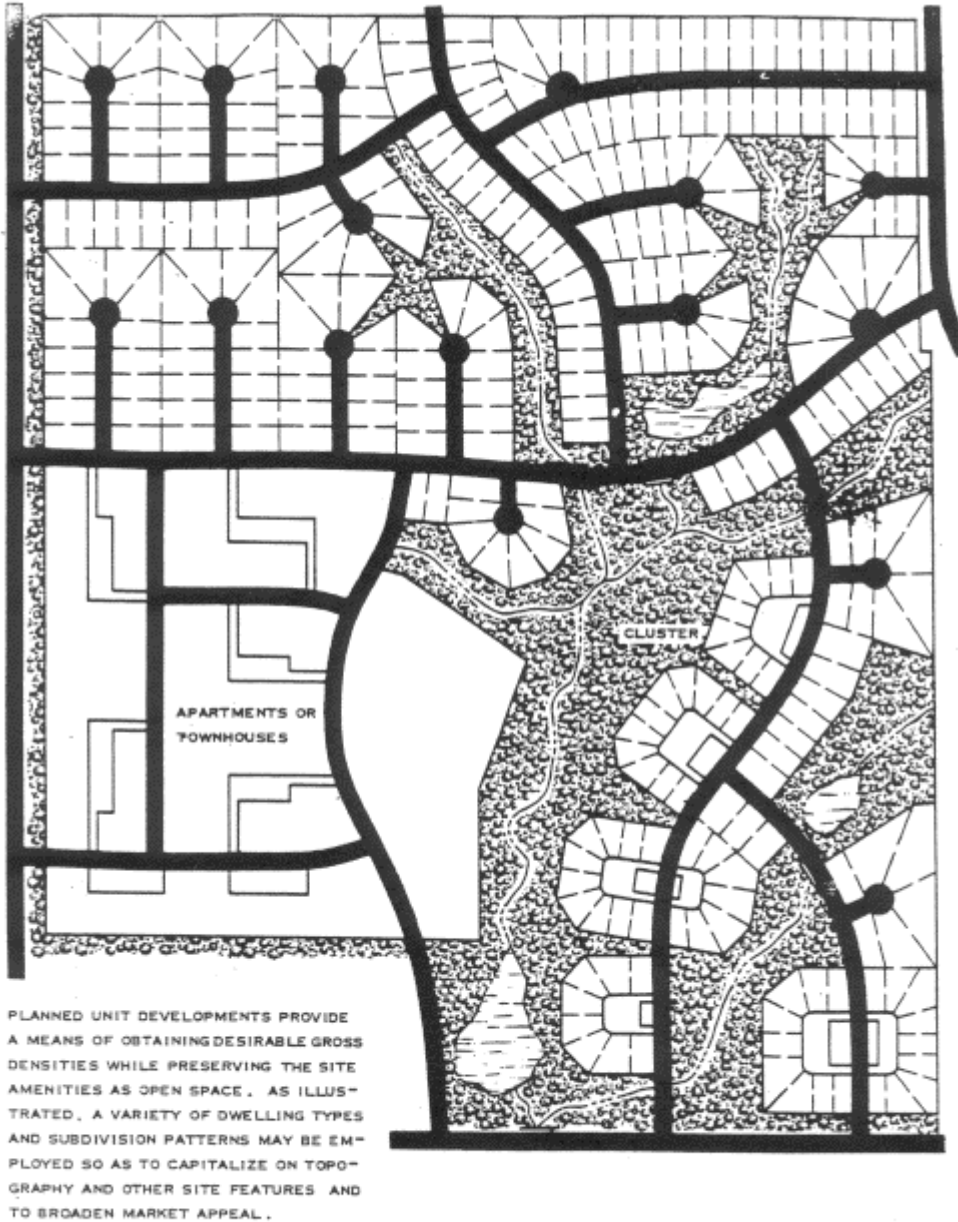 CLUSTER
APARTMENTS OR
TOWNHOUSES
PLANNED UNIT DEVELOPMENTS PROVIDE
A MEANS OF OBTAINING DESIRABLE GROSS
DENSITIES WHILE PRESERVING THE SITE
AMENITIES AS OPEN SPACE. AS ILLUS-
TRATED, A VARIETY OF DWELLING TYPES
AND SUBDIVISION PATTERNS MAY BE EM-
PLOYED SO AS TO CAPITALIZE ON TOPO-
GRAPHY AND OTHER SITE FEATURES AND
TO BROADEN MARKET APPEAL.